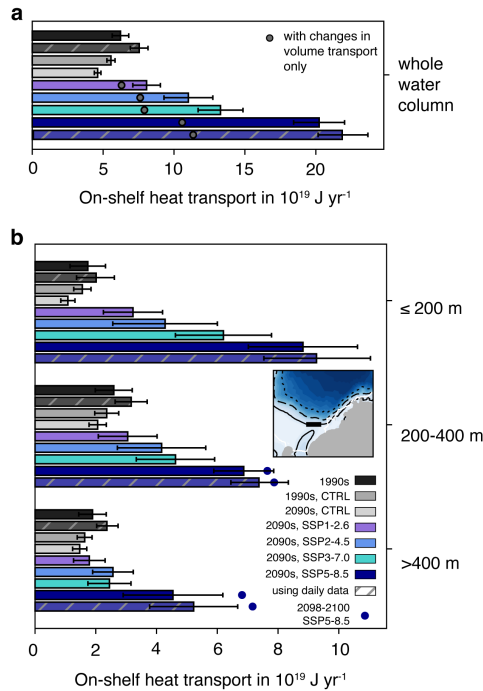 a
with changes in
volume transport
only
whole
water
column
0 5 10 15 20
On-shelf heat transport in 10¹⁹ J yr⁻¹
b
≤ 200 m
200-400 m
>400 m
1990s
1990s, CTRL
2090s, CTRL
2090s, SSP1-2.6
2090s, SSP2-4.5
2090s, SSP3-7.0
2090s, SSP5-8.5
using daily data
2098-2100
SSP5-8.5
0 2 4 6 8 10
On-shelf heat transport in 10¹⁹ J yr⁻¹